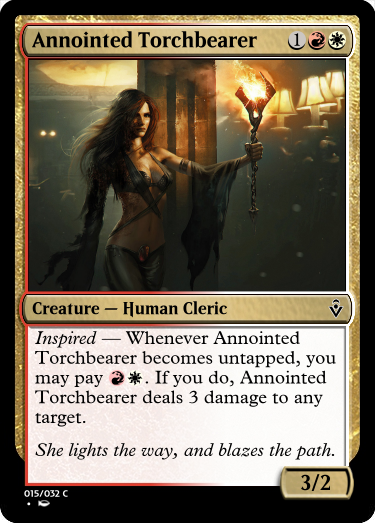 Annointed Torchbearer 1
Creature — Human Cleric
Inspired — Whenever Annointed
Torchbearer becomes untapped, you
may pay . If you do, Annointed
Torchbearer deals 3 damage to any
target.
She lights the way, and blazes the path.
3/2
015/032 C